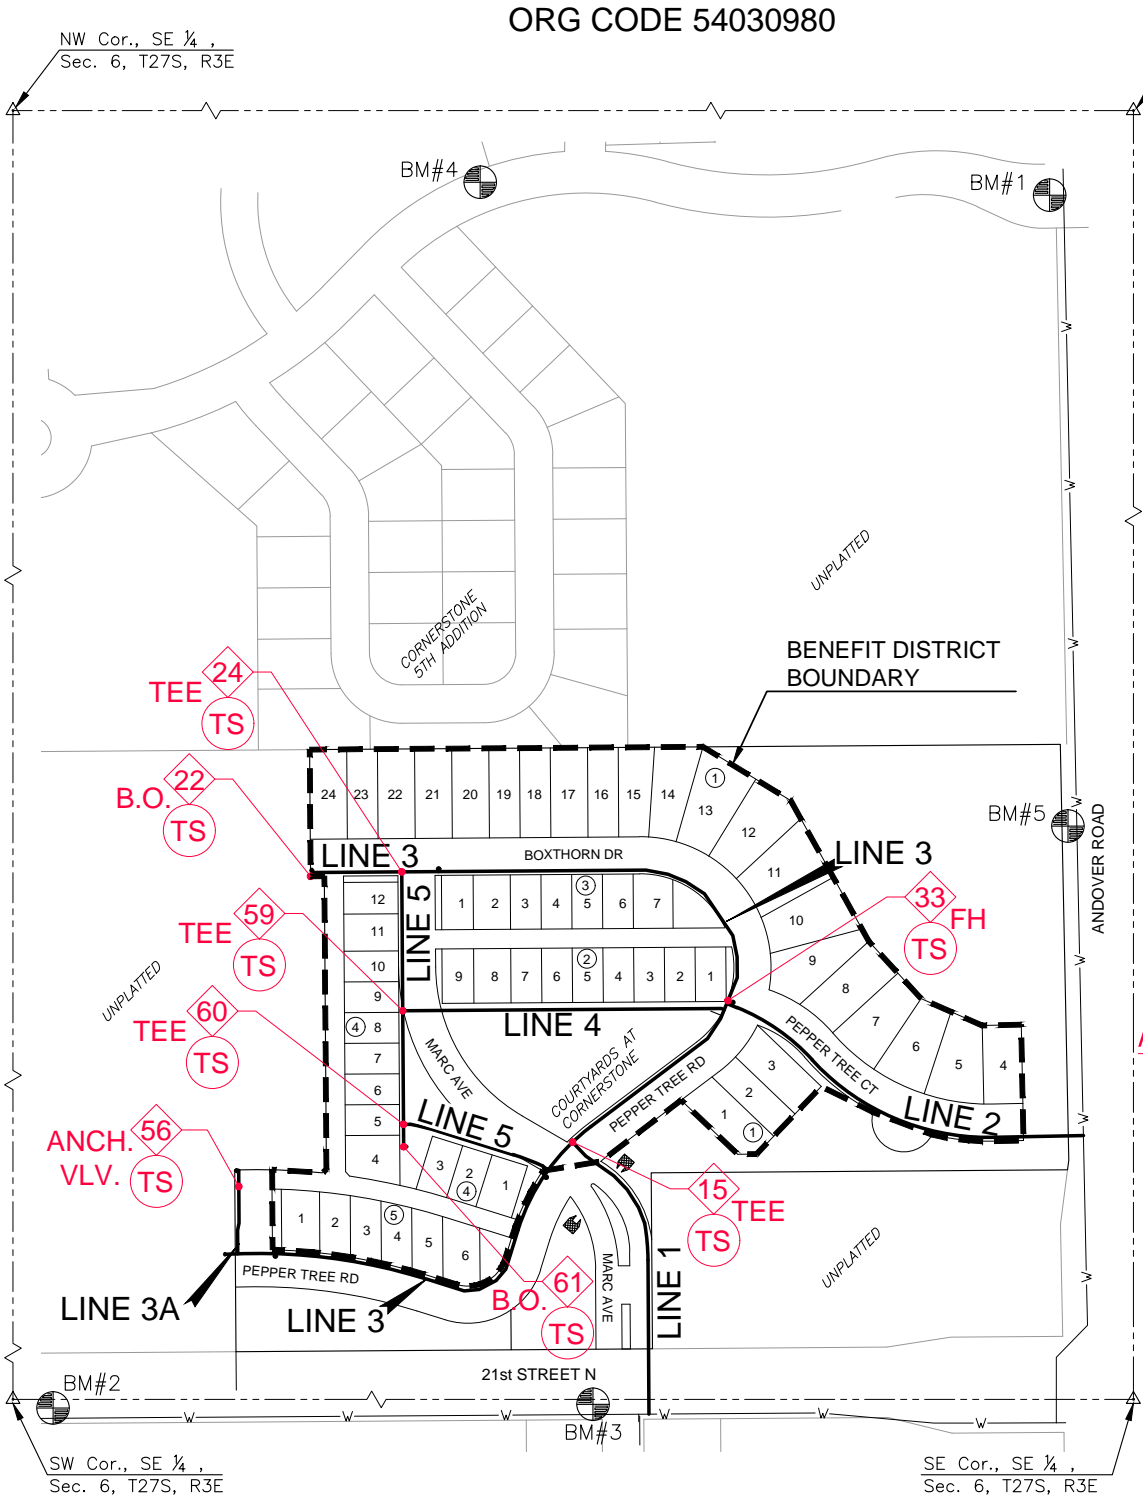 ORG CODE 54030980
NW Cor., SE ¼ ,
Sec. 6, T27S, R3E
BM#4
BM#1
W
W
UNPLATTED
CORNERSTONE
5TH ADDITION
W
BENEFIT DISTRICT
BOUNDARY
24
TEE
TS
22
B.O.
TS
1
24
23
22
21
20
19
18
17
16
15
14
13
12
11
BM#5
W
ANDOVER ROAD
LINE 3
BOXTHORN DR
LINE 3
LINE 5
3
12
1
2
3
4
5
6
7
10
33
FH
TS
59
TEE
TS
11
10
9
2
9
8
7
6
5
4
3
2
1
9
8
W
UNPLATTED
60
TEE
TS
4
8
7
6
5
4
LINE 4
MARC AVE
COURTYARDS AT
CORNERSTONE
PEPPER TREE RD
PEPPER TREE CT
7
6
5
4
3
2
1
1
LINE 2
W
LINE 5
56
ANCH.
VLV.
TS
3
2
1
4
15
TEE
TS
1
2
3
4
5
6
5
UNPLATTED
W
PEPPER TREE RD
61
B.O.
TS
MARC AVE
LINE 1
LINE 3A
LINE 3
21st STREET N
BM#2
BM#3
W
W
W
W
W
W
SW Cor., SE ¼ ,
Sec. 6, T27S, R3E
SE Cor., SE ¼ ,
Sec. 6, T27S, R3E